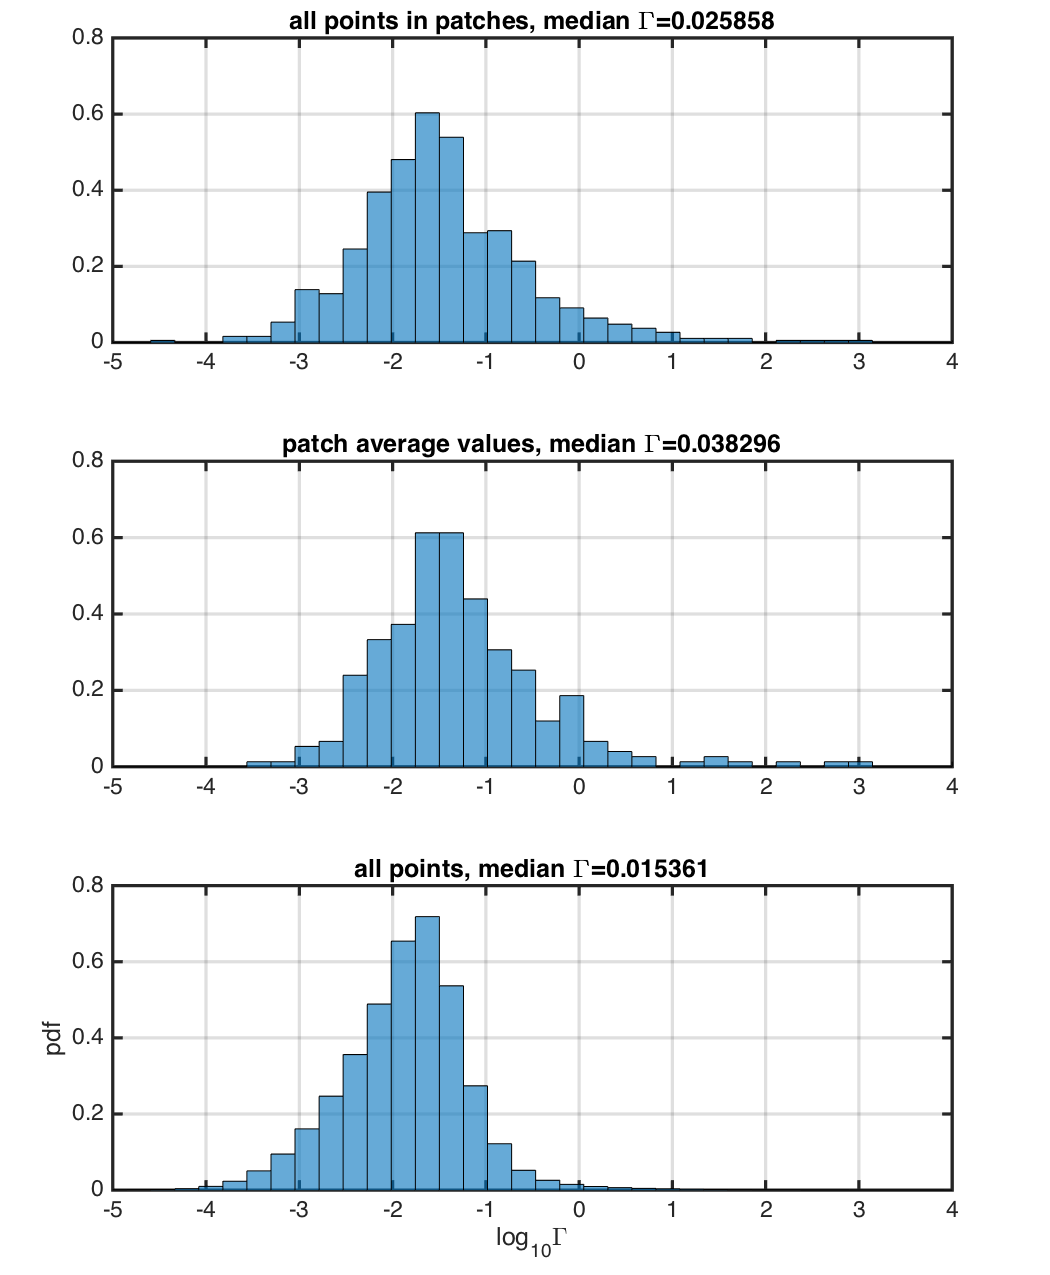 all points in patches, median Γ=0.025858
0.8
0.6
0.4
0.2
0
-5 -4 -3 -2 -1 0 1 2 3 4
patch average values, median Γ=0.038296
0.8
0.6
0.4
0.2
0
-5 -4 -3 -2 -1 0 1 2 3 4
all points, median Γ=0.015361
0.8
0.6
0.4
0.2
0
pdf
-5 -4 -3 -2 -1 0 1 2 3 4
log10Γ